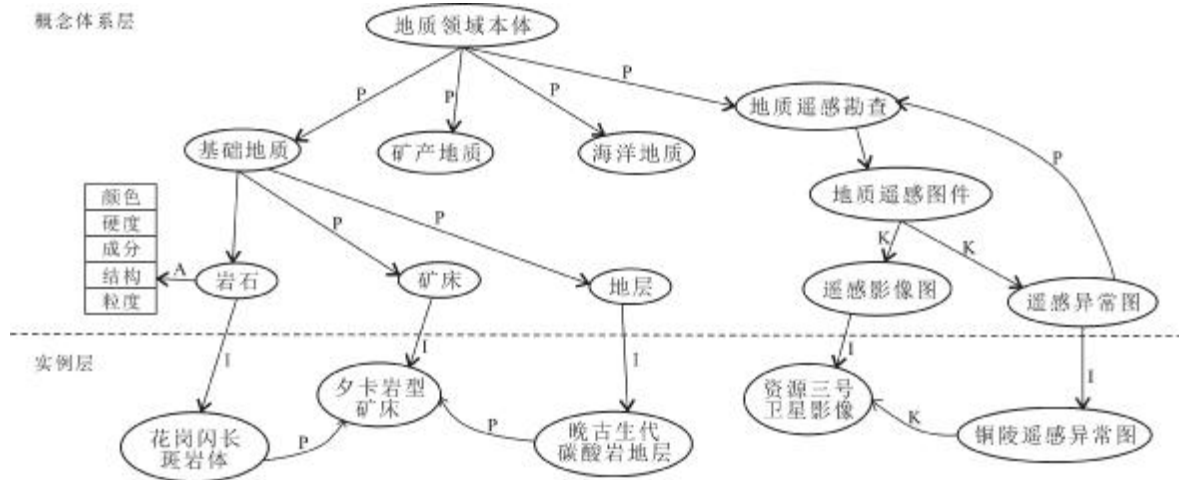 概念体系层
地质领域本体
P
P
P
P
地质遥感勘查
基础地质
矿产地质
海洋地质
P
颜色
硬度
成分
结构
粒度
地质遥感图件
P
P
K
K
A
岩石
矿床
地层
遥感影像图
遥感异常图
实例层
I
I
I
I
I
夕卡岩型
矿床
资源三号
卫星影像
花岗闪长
斑岩体
P
P
晚古生代
碳酸岩地层
K
铜陵遥感异常图